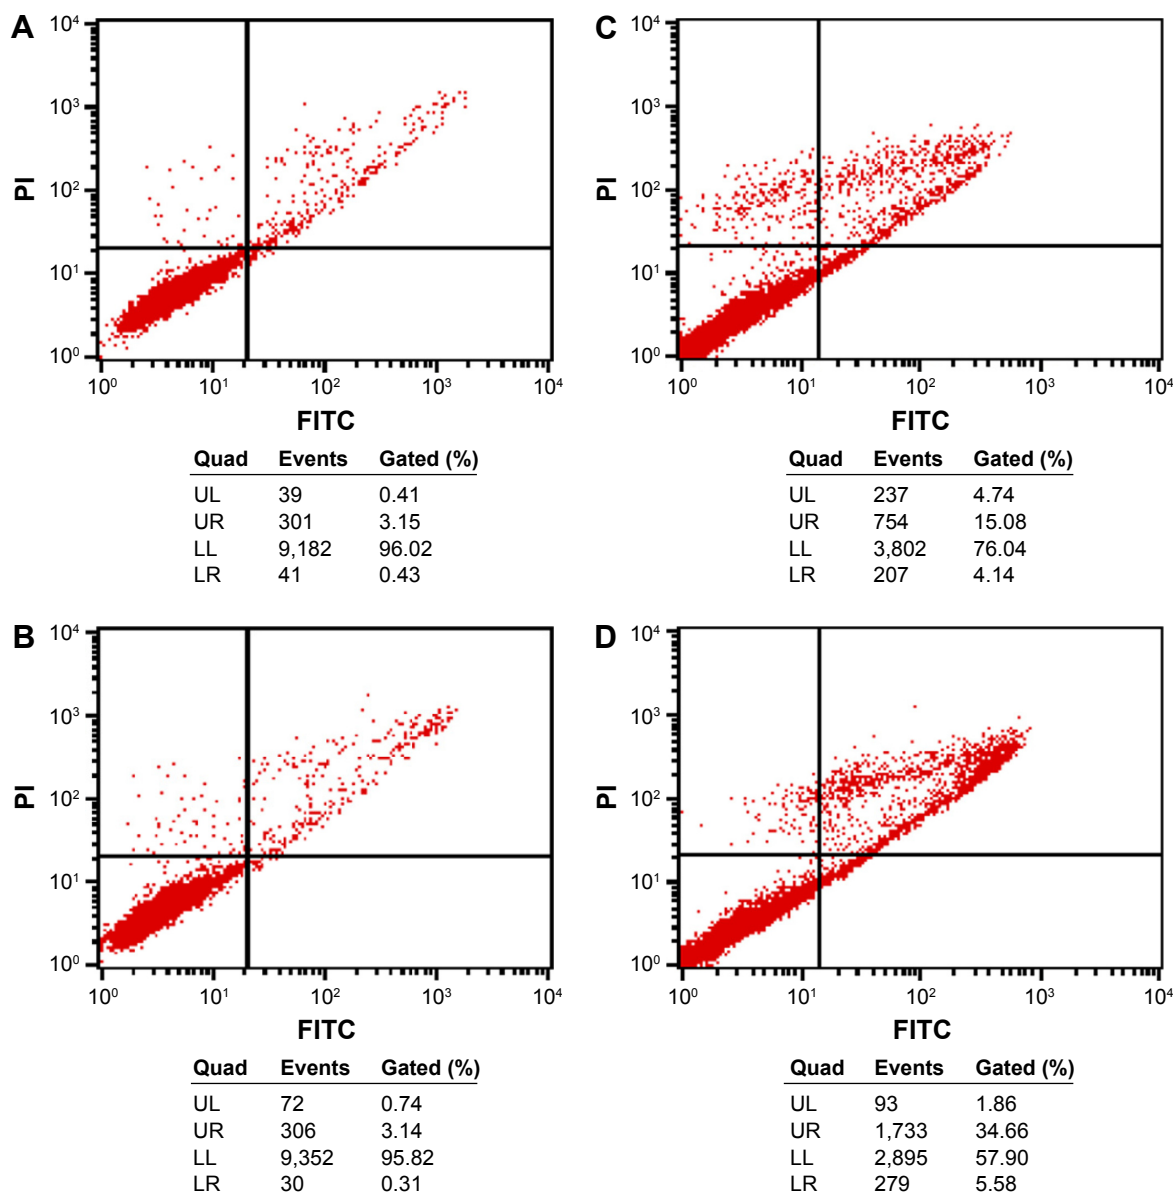 A
PI
10⁴
10³
10²
10¹
10⁰
10⁰ 10¹ 10² 10³ 10⁴
FITC
Quad Events Gated (%)
UL 39 0.41
UR 301 3.15
LL 9,182 96.02
LR 41 0.43
C
PI
10⁴
10³
10²
10¹
10⁰
10⁰ 10¹ 10² 10³ 10⁴
FITC
Quad Events Gated (%)
UL 237 4.74
UR 754 15.08
LL 3,802 76.04
LR 207 4.14
B
PI
10⁴
10³
10²
10¹
10⁰
10⁰ 10¹ 10² 10³ 10⁴
FITC
Quad Events Gated (%)
UL 72 0.74
UR 306 3.14
LL 9,352 95.82
LR 30 0.31
D
PI
10⁴
10³
10²
10¹
10⁰
10⁰ 10¹ 10² 10³ 10⁴
FITC
Quad Events Gated (%)
UL 93 1.86
UR 1,733 34.66
LL 2,895 57.90
LR 279 5.58